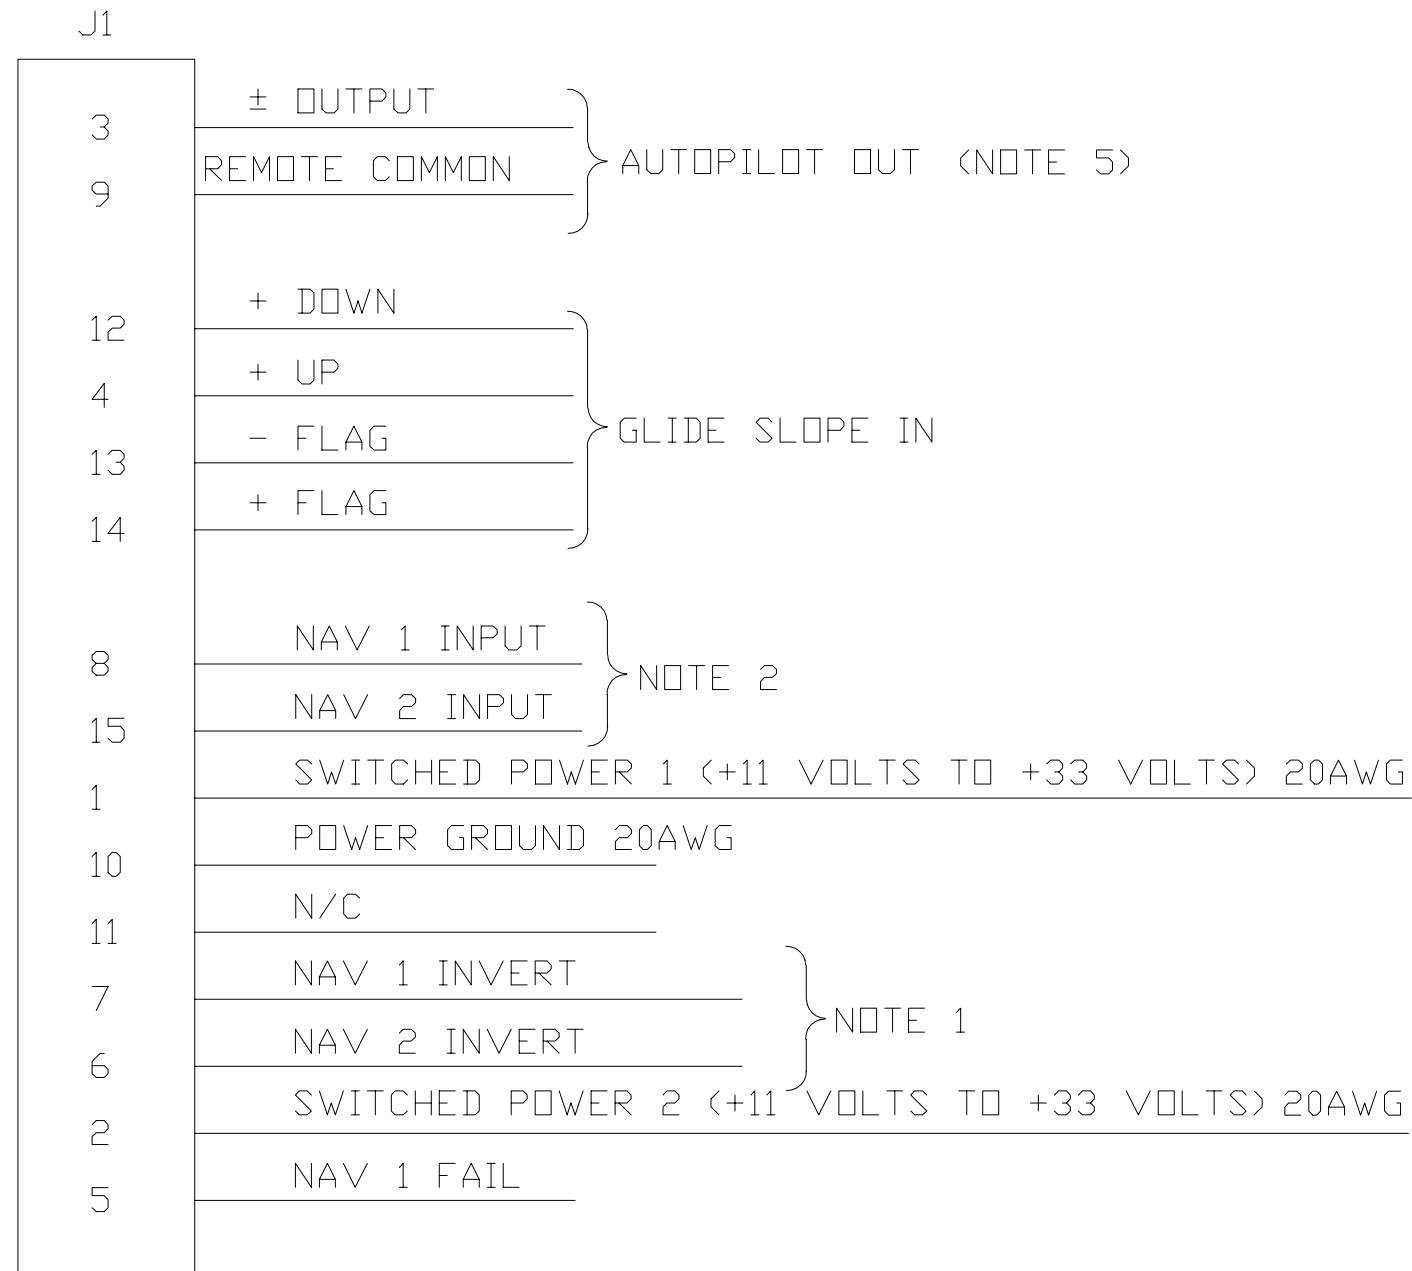 J1
± OUTPUT
3
REMOTE COMMON
9
AUTOPILOT OUT (NOTE 5)
+ DOWN
12
+ UP
4
- FLAG
13
+ FLAG
14
GLIDE SLOPE IN
NAV 1 INPUT
8
NAV 2 INPUT
15
NOTE 2
SWITCHED POWER 1 (+11 VOLTS TO +33 VOLTS) 20AWG
1
POWER GROUND 20AWG
10
N/C
11
NAV 1 INVERT
7
NAV 2 INVERT
6
NOTE 1
SWITCHED POWER 2 (+11 VOLTS TO +33 VOLTS) 20AWG
2
NAV 1 FAIL
5